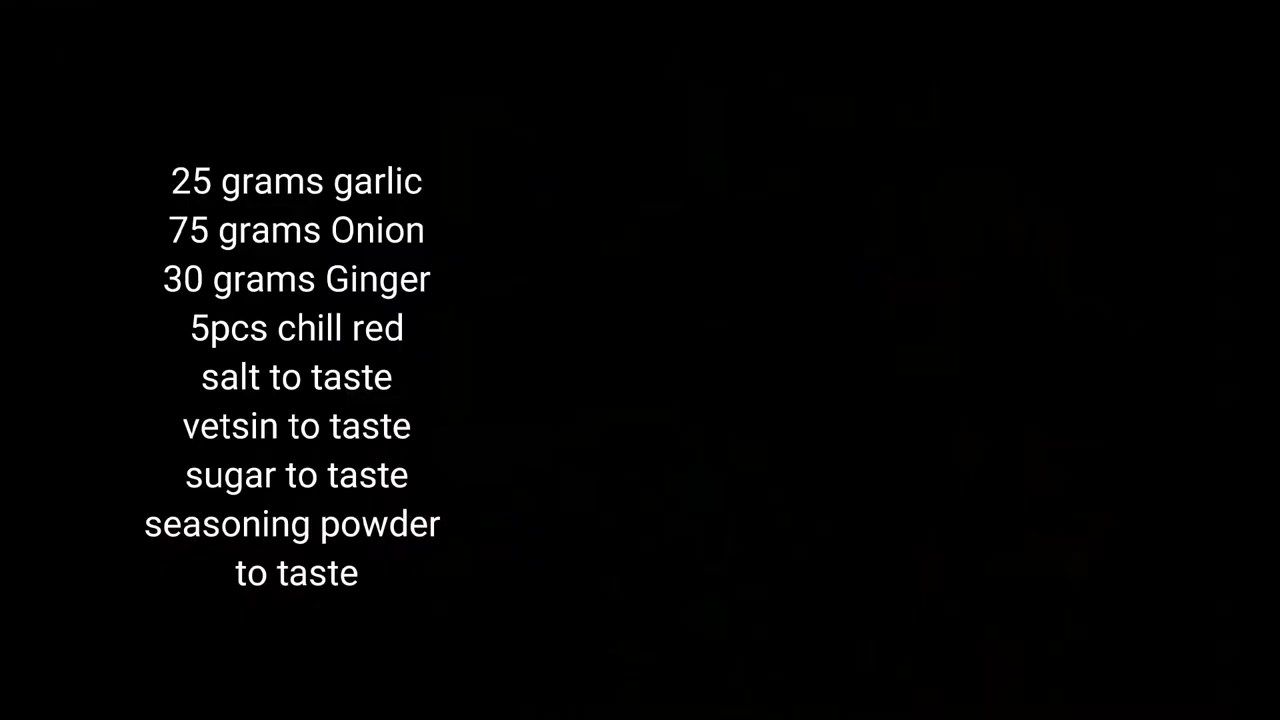 25 grams garlic
75 grams Onion
30 grams Ginger
5pcs chill red
salt to taste
vetsin to taste
sugar to taste
seasoning powder
to taste